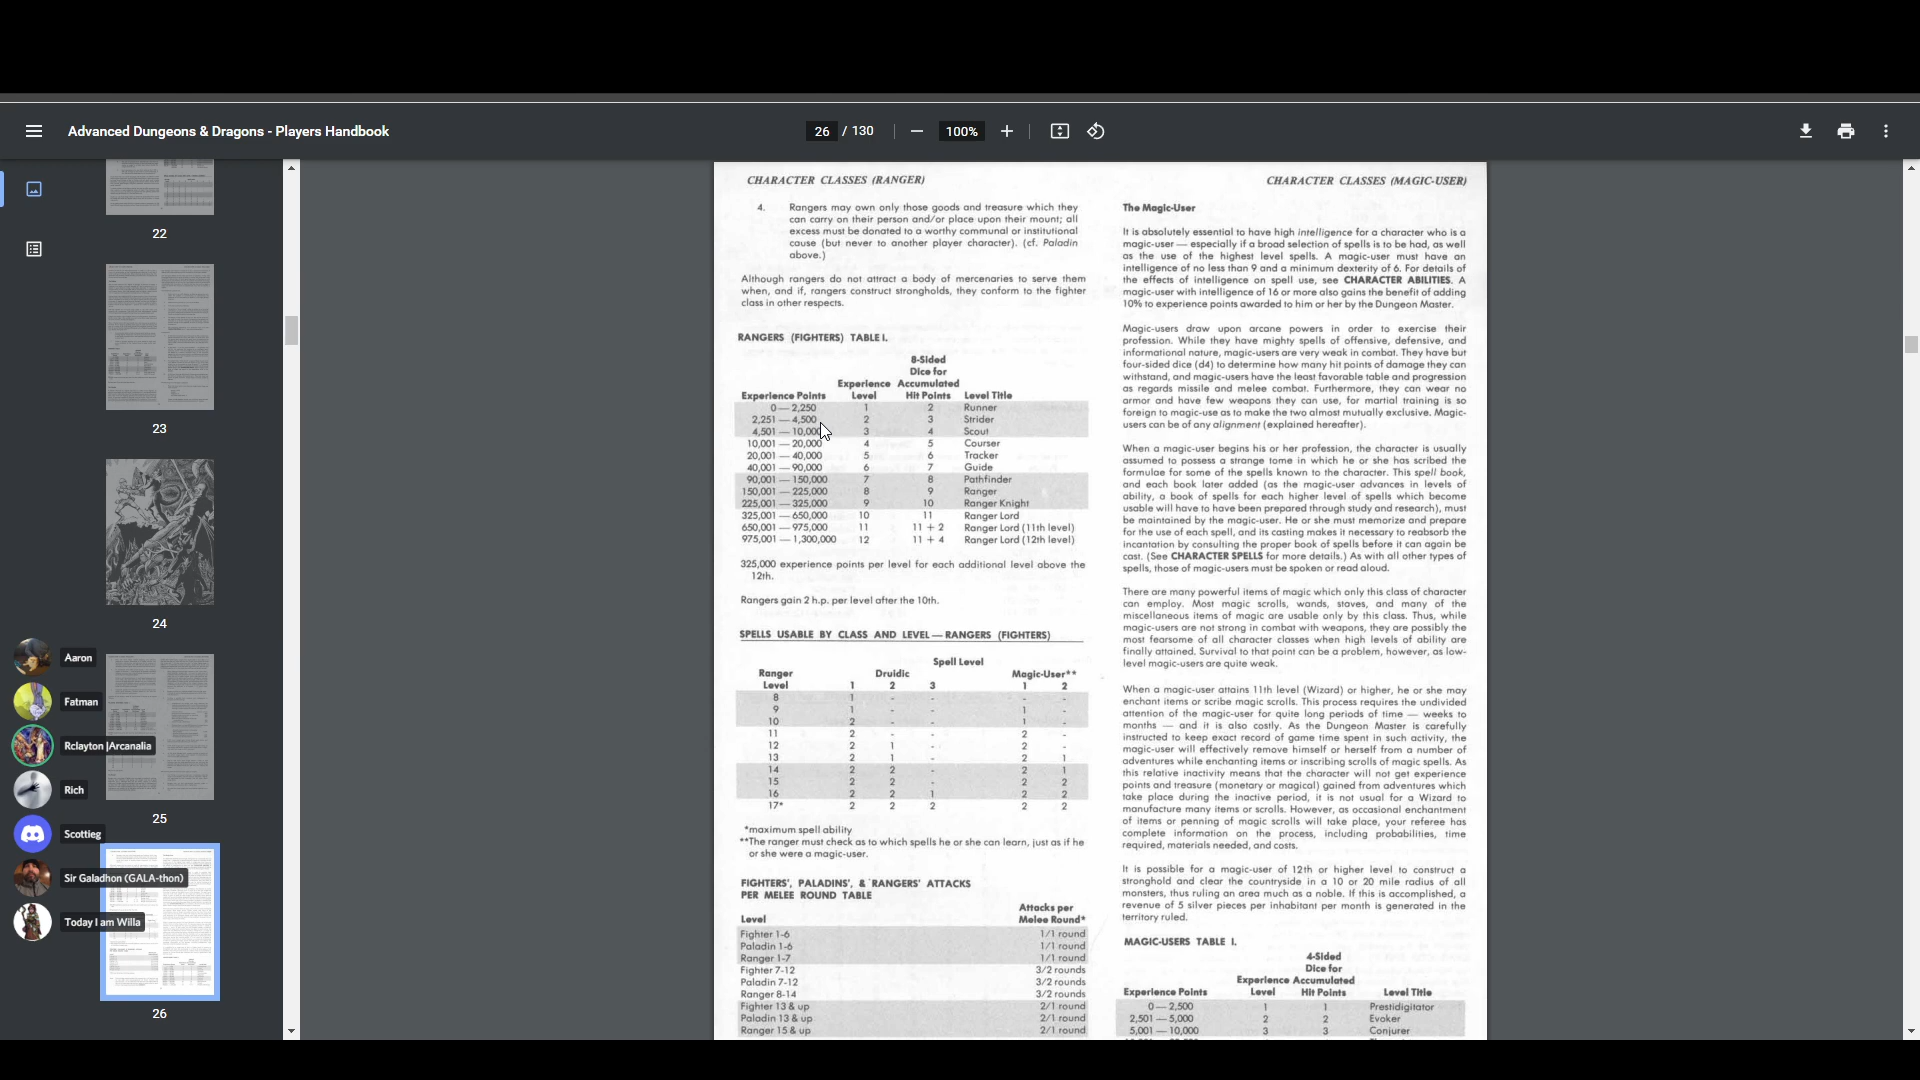 Advanced Dungeons & Dragons - Players Handbook
26 / 130
100%
22
23
24
25
26
Aaron
Fatman
Rclayton |Arcanalia
Rich
Scottieg
Sir Galadhon (GALA-thon)
Today I am Willa
CHARACTER CLASSES (RANGER)
4. Rangers may own only those goods and treasure which they
can carry on their person and/or place upon their mount; all
excess must be donated to a worthy communal or institutional
cause (but never to another player character). (cf. Paladin
above.)
Although rangers do not attract a body of mercenaries to serve them
when, and if, rangers construct strongholds, they conform to the fighter
class in other respects.
RANGERS (FIGHTERS) TABLE I.
8-Sided
Dice for
Experience Accumulated
Experience Points Level Hit Points Level Title
0 — 2,250 1 2 Runner
2,251 — 4,500 2 3 Strider
4,501 — 10,000 3 4 Scout
10,001 — 20,000 4 5 Courser
20,001 — 40,000 5 6 Tracker
40,001 — 90,000 6 7 Guide
90,001 — 150,000 7 8 Pathfinder
150,001 — 225,000 8 9 Ranger
225,001 — 325,000 9 10 Ranger Knight
325,001 — 650,000 10 11 Ranger Lord
650,001 — 975,000 11 11 + 2 Ranger Lord (11th level)
975,001 — 1,300,000 12 11 + 4 Ranger Lord (12th level)
325,000 experience points per level for each additional level above the
12th.
Rangers gain 2 h.p. per level after the 10th.
SPELLS USABLE BY CLASS AND LEVEL — RANGERS (FIGHTERS)
Spell Level
Ranger Druidic Magic-User**
Level 1 2 3 1 2
8 1 - - - -
9 1 - - 1 -
10 2 - - 1 -
11 2 - - 2 -
12 2 1 - 2 -
13 2 1 - 2 1
14 2 2 - 2 1
15 2 2 - 2 2
16 2 2 1 2 2
17* 2 2 2 2 2
*maximum spell ability
**The ranger must check as to which spells he or she can learn, just as if he
or she were a magic-user.
FIGHTERS', PALADINS', & RANGERS' ATTACKS
PER MELEE ROUND TABLE
Attacks per
Level Melee Round*
Fighter 1-6 1/1 round
Paladin 1-6 1/1 round
Ranger 1-7 1/1 round
Fighter 7-12 3/2 rounds
Paladin 7-12 3/2 rounds
Ranger 8-14 3/2 rounds
Fighter 13 & up 2/1 round
Paladin 13 & up 2/1 round
Ranger 15 & up 2/1 round
CHARACTER CLASSES (MAGIC-USER)
The Magic-User
It is absolutely essential to have high intelligence for a character who is a
magic-user — especially if a broad selection of spells is to be had, as well
as the use of the highest level spells. A magic-user must have an
intelligence of no less than 9 and a minimum dexterity of 6. For details of
the effects of intelligence on spell use, see CHARACTER ABILITIES. A
magic-user with intelligence of 16 or more also gains the benefit of adding
10% to experience points awarded to him or her by the Dungeon Master.
Magic-users draw upon arcane powers in order to exercise their
profession. While they have mighty spells of offensive, defensive, and
informational nature, magic-users are very weak in combat. They have but
four-sided dice (d4) to determine how many hit points of damage they can
withstand, and magic-users have the least favorable table and progression
as regards missile and melee combat. Furthermore, they can wear no
armor and have few weapons they can use, for martial training is so
foreign to magic-use as to make the two almost mutually exclusive. Magic-
users can be of any alignment (explained hereafter).
When a magic-user begins his or her profession, the character is usually
assumed to possess a strange tome in which he or she has scribed the
formulae for some of the spells known to the character. This spell book,
and each book later added (as the magic-user advances in levels of
ability, a book of spells for each higher level of spells which become
usable will have to have been prepared through study and research), must
be maintained by the magic-user. He or she must memorize and prepare
for the use of each spell, and its casting makes it necessary to reabsorb the
incantation by consulting the proper book of spells before it can again be
cast. (See CHARACTER SPELLS for more details.) As with all other types of
spells, those of magic-users must be spoken or read aloud.
There are many powerful items of magic which only this class of character
can employ. Most magic scrolls, wands, staves, and many of the
miscellaneous items of magic are usable only by this class. Thus, while
magic-users are not strong in combat with weapons, they are possibly the
most fearsome of all character classes when high levels of ability are
finally attained. Survival to that point can be a problem, however, as low-
level magic-users are quite weak.
When a magic-user attains 11th level (Wizard) or higher, he or she may
enchant items or scribe magic scrolls. This process requires the undivided
attention of the magic-user for quite long periods of time — weeks to
months — and it is also costly. As the Dungeon Master is carefully
instructed to keep exact record of game time spent in such activity, the
magic-user will effectively remove himself or herself from a number of
adventures while enchanting items or inscribing scrolls of magic spells. As
this relative inactivity means that the character will not get experience
points and treasure (monetary or magical) gained from adventures which
take place during the inactive period, it is not usual for a Wizard to
manufacture many items or scrolls. However, as occasional enchantment
of items or penning of magic scrolls will take place, your referee has
complete information on the process, including probabilities, time
required, materials needed, and costs.
It is possible for a magic-user of 12th or higher level to construct a
stronghold and clear the countryside in a 10 or 20 mile radius of all
monsters, thus ruling an area much as a noble. If this is accomplished, a
revenue of 5 silver pieces per inhabitant per month is generated in the
territory ruled.
MAGIC-USERS TABLE I.
4-Sided
Dice for
Experience Accumulated
Experience Points Level Hit Points Level Title
0 — 2,500 1 1 Prestidigitator
2,501 — 5,000 2 2 Evoker
5,001 — 10,000 3 3 Conjurer